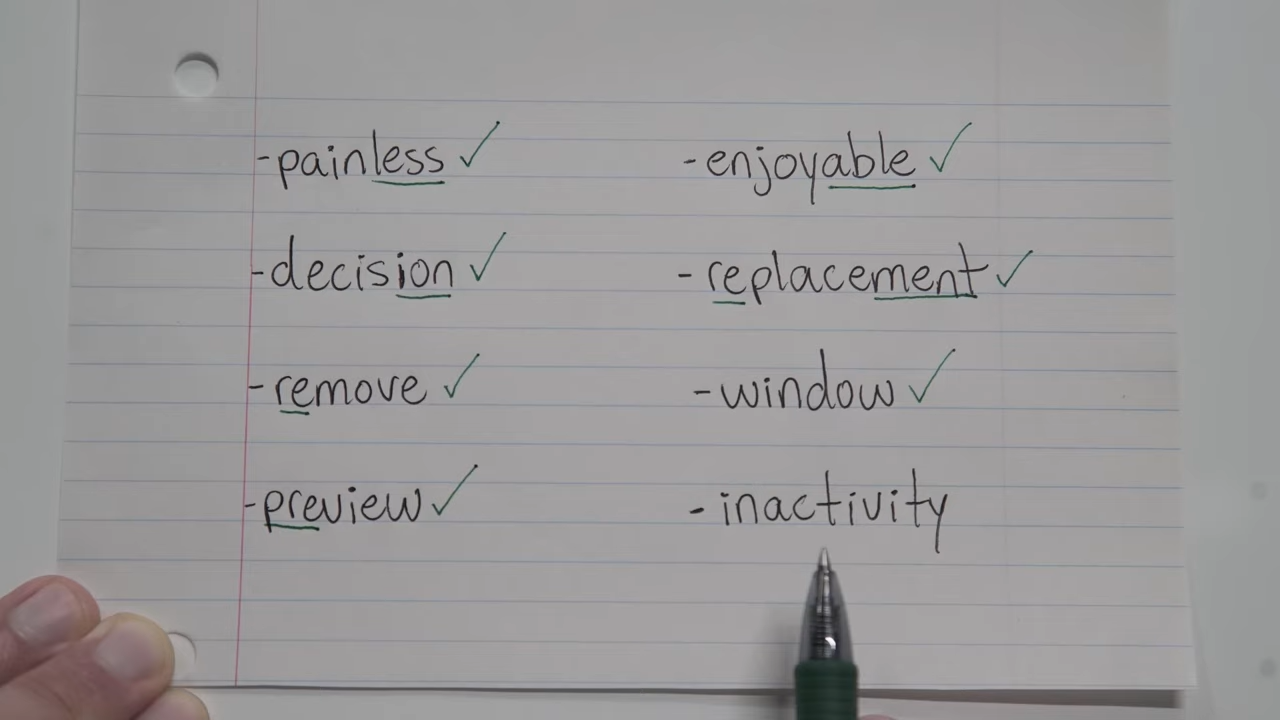 -painless ✓
-decision ✓
-remove ✓
-preview ✓
-enjoyable ✓
-replacement ✓
-window ✓
-inactivity